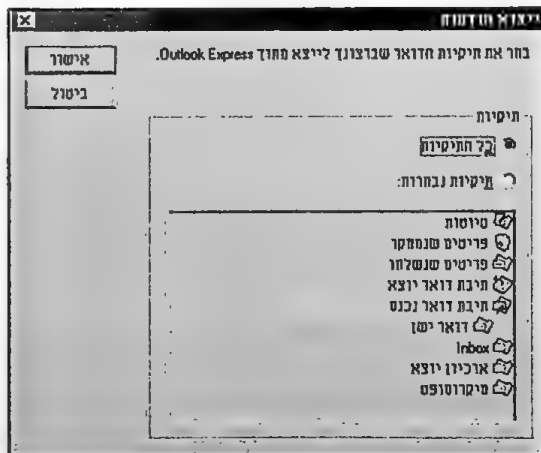 ייצוא הודעות
בחר את תיקיות הדואר שברצונך לייצא מתוך Outlook Express.
אישור
ביטול
תיקיות
כל התיקיות
תיקיות נבחרות:
טיוטות
פריטים שנמחקו
פריטים שנשלחו
תיבת דואר יוצא
תיבת דואר נכנס
דואר ישן
Inbox
ארכיון יוצא
מיקרוסופט